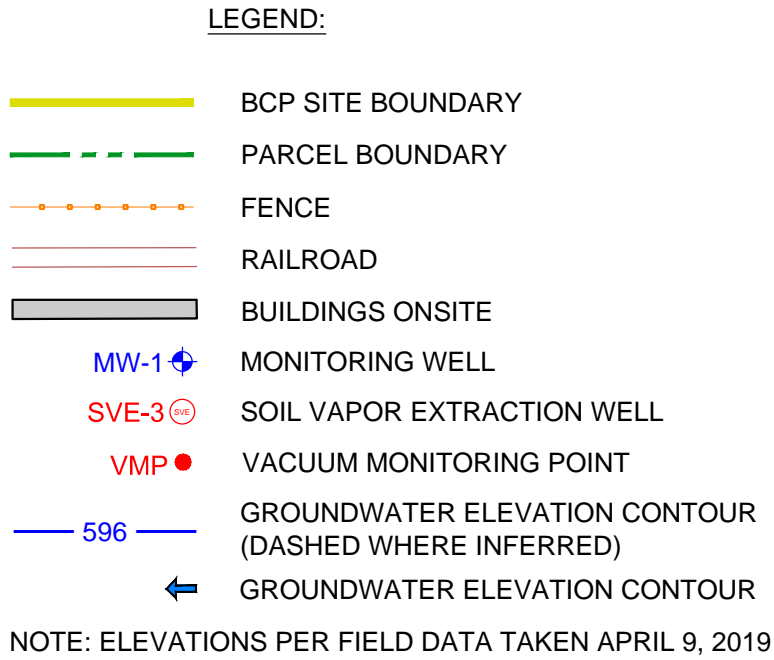 LEGEND:
BCP SITE BOUNDARY
PARCEL BOUNDARY
FENCE
RAILROAD
BUILDINGS ONSITE
MW-1 MONITORING WELL
SVE-3 SVE SOIL VAPOR EXTRACTION WELL
VMP VACUUM MONITORING POINT
596 GROUNDWATER ELEVATION CONTOUR
(DASHED WHERE INFERRED)
GROUNDWATER ELEVATION CONTOUR
NOTE: ELEVATIONS PER FIELD DATA TAKEN APRIL 9, 2019